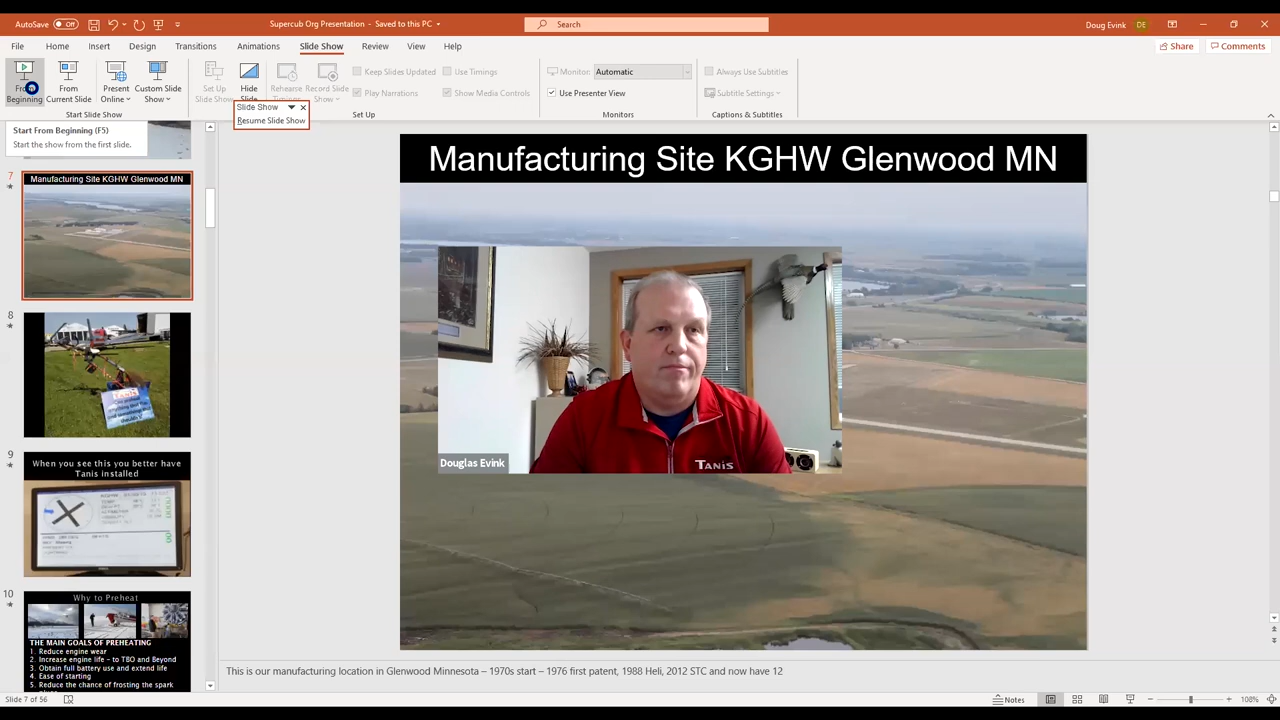 AutoSave Off
Supercub Org Presentation - Saved to this PC
Search
Doug Evink DE
File Home Insert Design Transitions Animations Slide Show Review View Help
Share Comments
From Beginning
From Current Slide
Present Online
Custom Slide Show
Set Up Slide Show
Hide Slide
Rehearse
Record Slide Show
Keep Slides Updated
Play Narrations
Use Timings
Show Media Controls
Monitor: Automatic
Use Presenter View
Always Use Subtitles
Subtitle Settings
Start Slide Show
Set Up
Monitors
Captions & Subtitles
Slide Show
Resume Slide Show
Start From Beginning (F5)
Start the show from the first slide.
7
Manufacturing Site KGHW Glenwood MN
8
TANIS
9
When you see this you better have
Tanis installed
10
Why to Preheat
THE MAIN GOALS OF PREHEATING
1. Reduce engine wear
2. Increase engine life - to TBO and Beyond
3. Obtain full battery use and extend life
4. Ease of starting
5. Reduce the chance of frosting the spark
Manufacturing Site KGHW Glenwood MN
TANIS
Douglas Evink
This is our manufacturing location in Glenwood Minnesota – 1970s start – 1976 first patent, 1988 Heli, 2012 STC and now have 12
Slide 7 of 56
Notes
108%